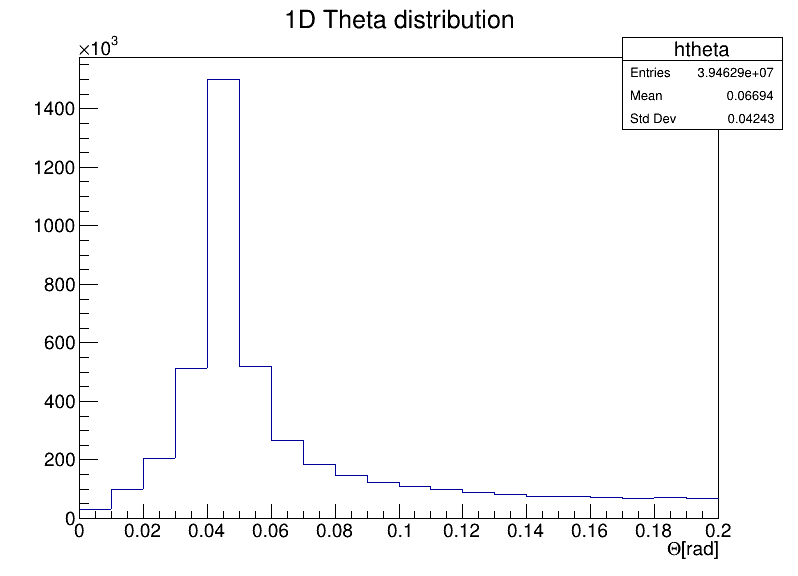 1D Theta distribution
×10³
htheta
Entries 3.94629e+07
Mean 0.06694
Std Dev 0.04243
1400
1200
1000
800
600
400
200
0
0 0.02 0.04 0.06 0.08 0.1 0.12 0.14 0.16 0.18 0.2
Θ[rad]